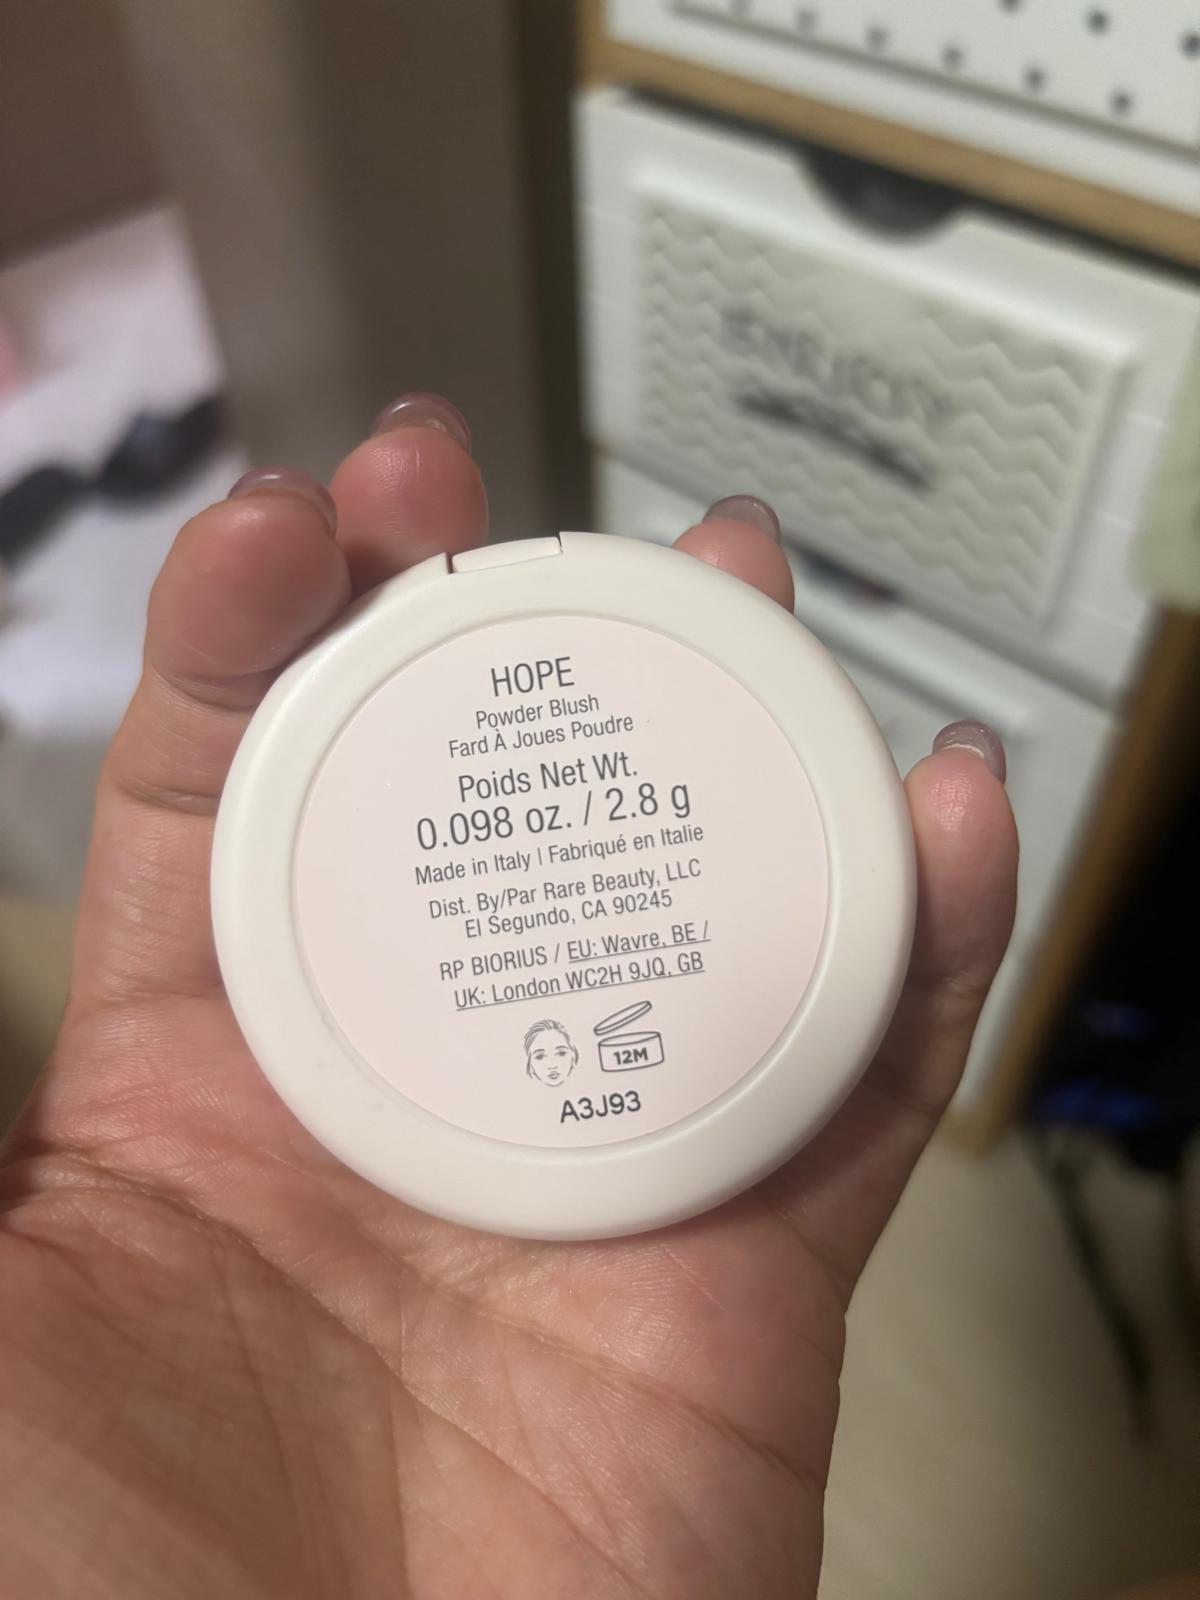 ENJOY
HOPE
Powder Blush
Fard À Joues Poudre
Poids Net Wt.
0.098 oz. / 2.8 g
Made in Italy | Fabriqué en Italie
Dist. By/Par Rare Beauty, LLC
El Segundo, CA 90245
RP BIORIUS / EU: Wavre, BE /
UK: London WC2H 9JQ, GB
12M
A3J93